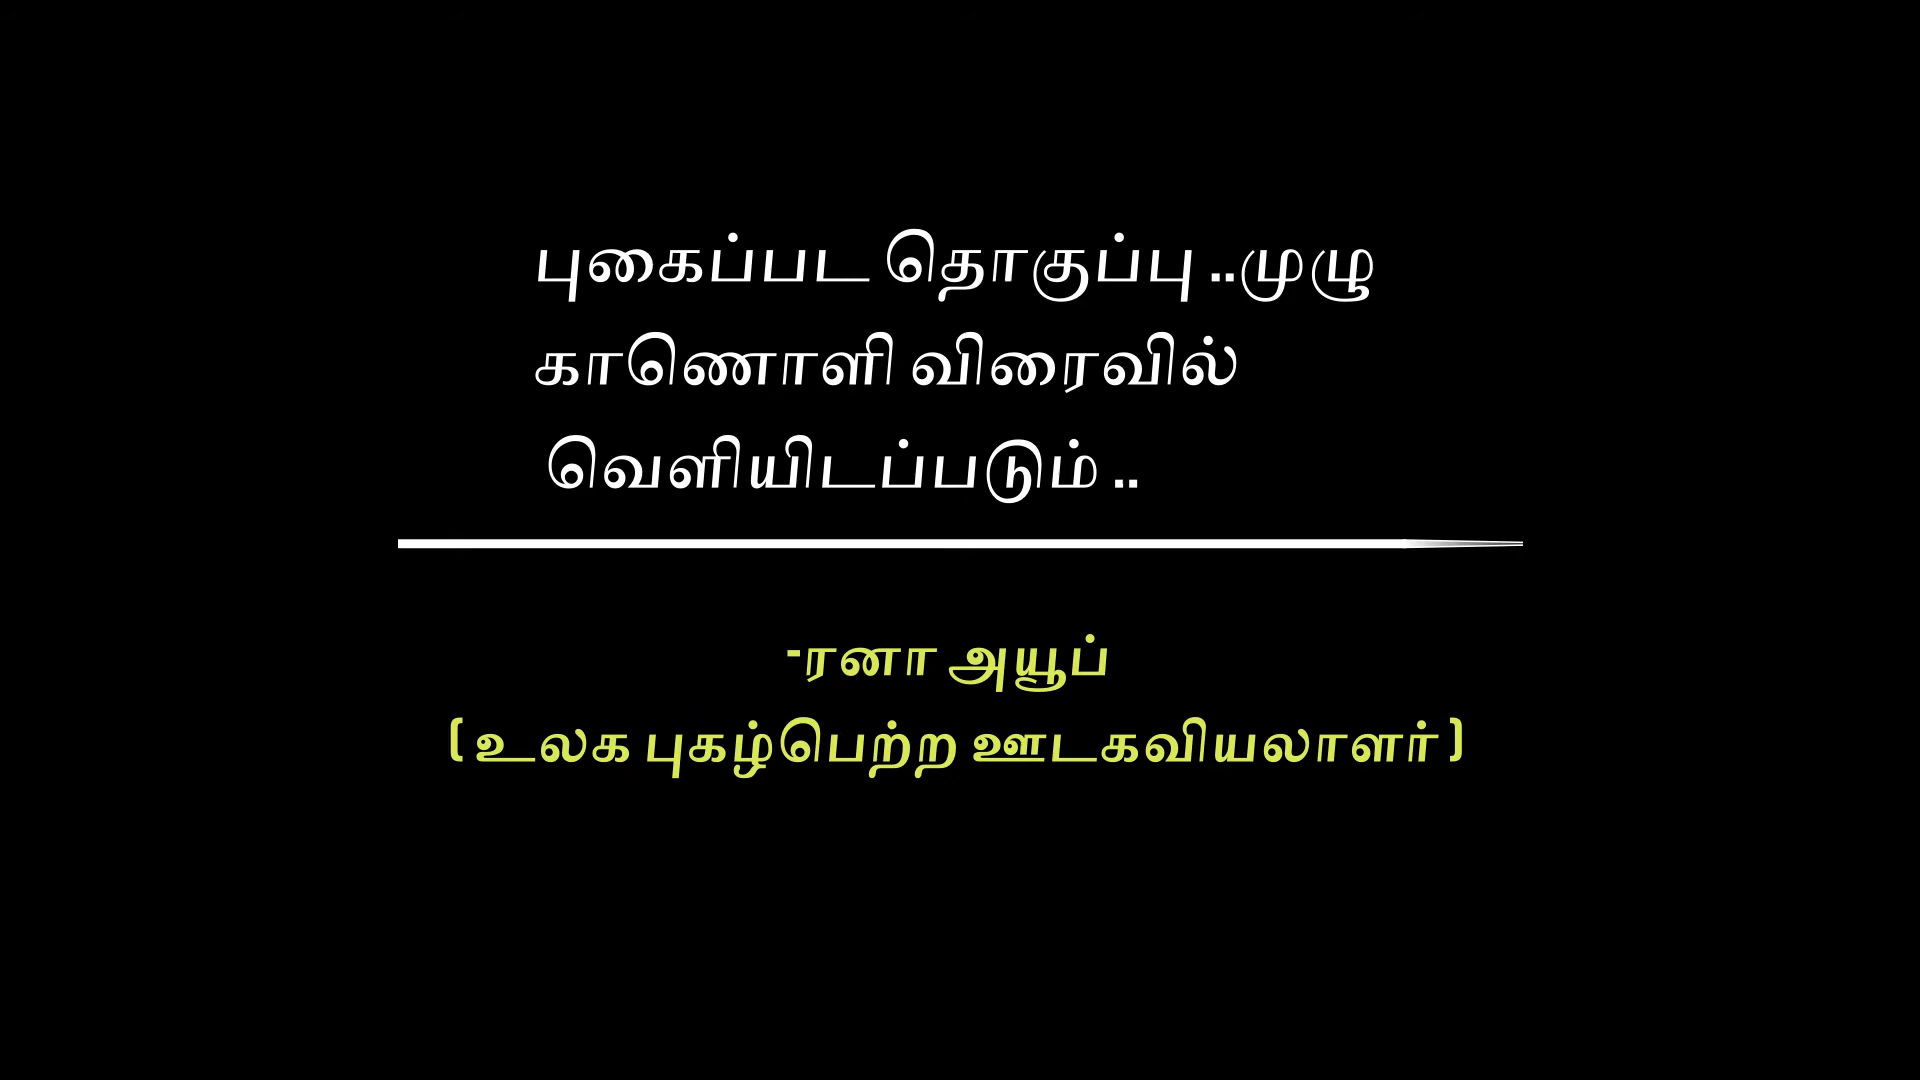 புகைப்பட தொகுப்பு ..முழு
காணொளி விரைவில்
வெளியிடப்படும் ..
-ரனா அயூப்
( உலக புகழ்பெற்ற ஊடகவியலாளர் )